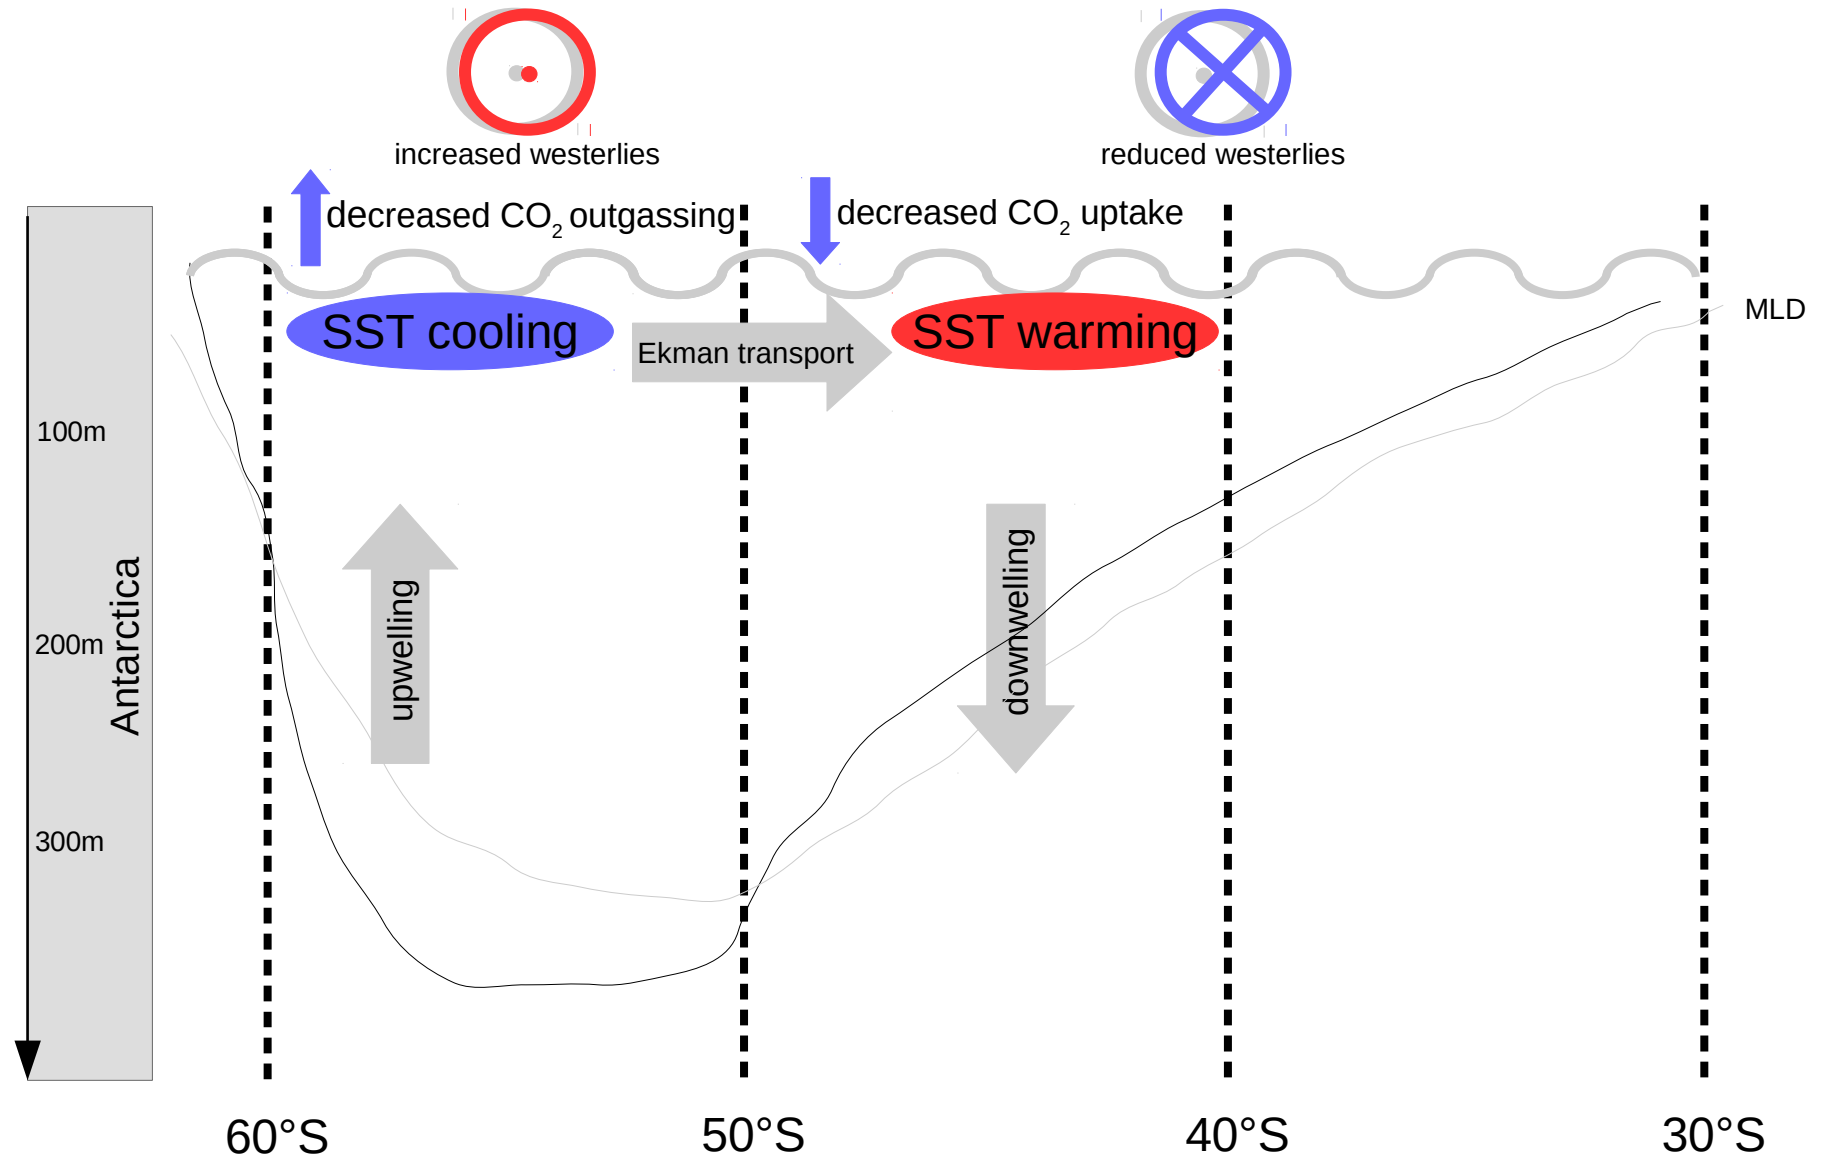 increased westerlies
reduced westerlies
decreased CO2 outgassing
decreased CO2 uptake
SST cooling
Ekman transport
SST warming
MLD
100m
200m
300m
Antarctica
upwelling
downwelling
60°S
50°S
40°S
30°S